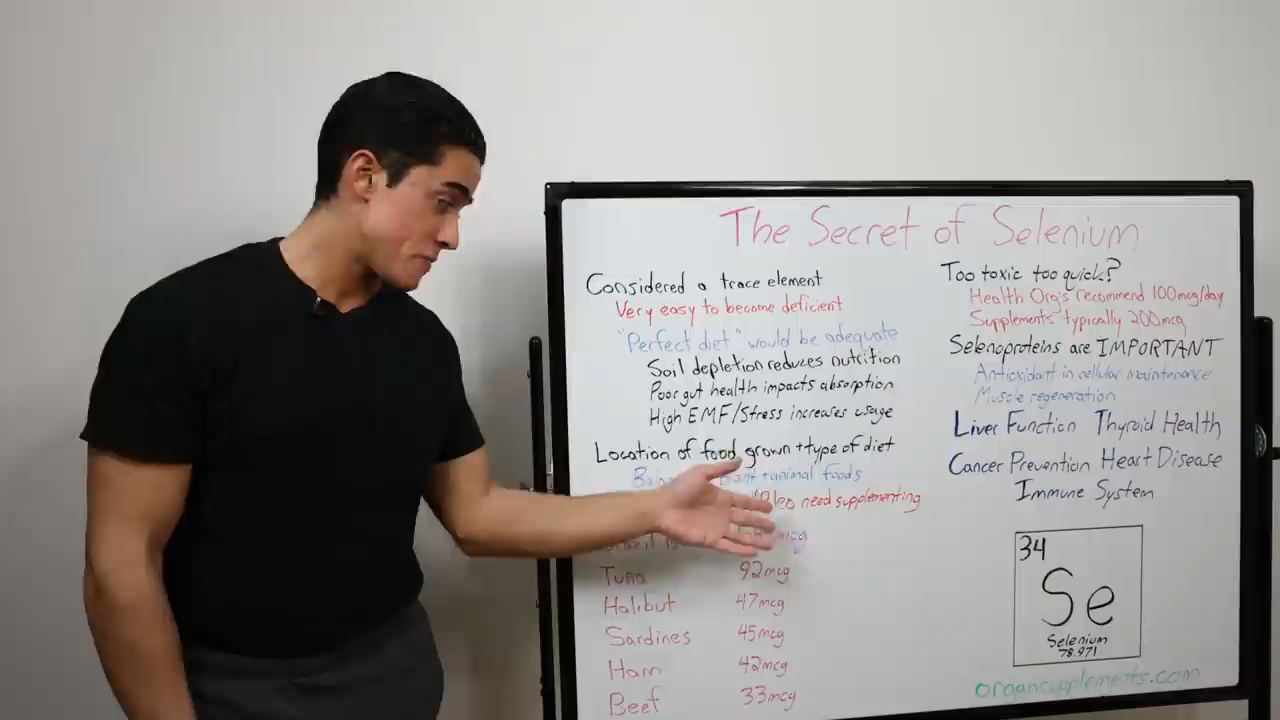 The Secret of Selenium
Considered a trace element
Very easy to become deficient
"Perfect diet" would be adequate
Soil depletion reduces nutrition
Poor gut health impacts absorption
High EMF/Stress increases usage
Location of food grown + type of diet
plant + animal foods
need supplementing
Tuna 92mcg
Halibut 47mcg
Sardines 45mcg
Ham 42mcg
Beef 33mcg
Too toxic too quick?
Health Org's recommend 100mcg/day
Supplements typically 200mcg
Selenoproteins are IMPORTANT
Antioxidant in cellular maintenance
Muscle regeneration
Liver Function Thyroid Health
Cancer Prevention Heart Disease
Immune System
34
Se
Selenium
78.971
organsupplements.com